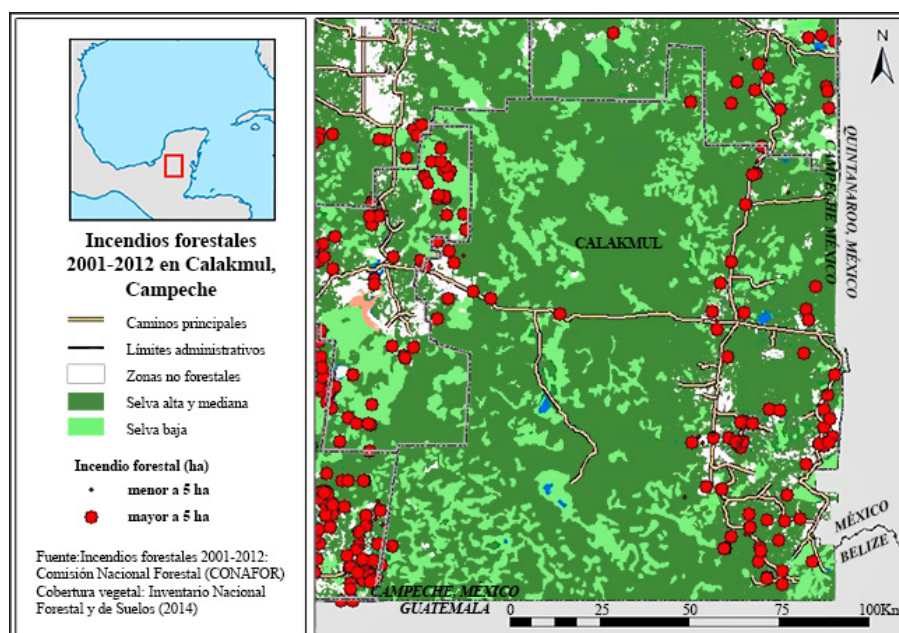 Incendios forestales
2001-2012 en Calakmul,
Campeche
Caminos principales
Límites administrativos
Zonas no forestales
Selva alta y mediana
Selva baja
Incendio forestal (ha)
menor a 5 ha
mayor a 5 ha
Fuente:Incendios forestales 2001-2012:
Comisión Nacional Forestal (CONAFOR)
Cobertura vegetal: Inventario Nacional
Forestal y de Suelos (2014)
N
CALAKMUL
QUINTANAROO, MÉXICO
CAMPECHE MÉXICO
MÉXICO
BELIZE
CAMPECHE, MÉXICO
GUATEMALA
0 25 50 75 100Km